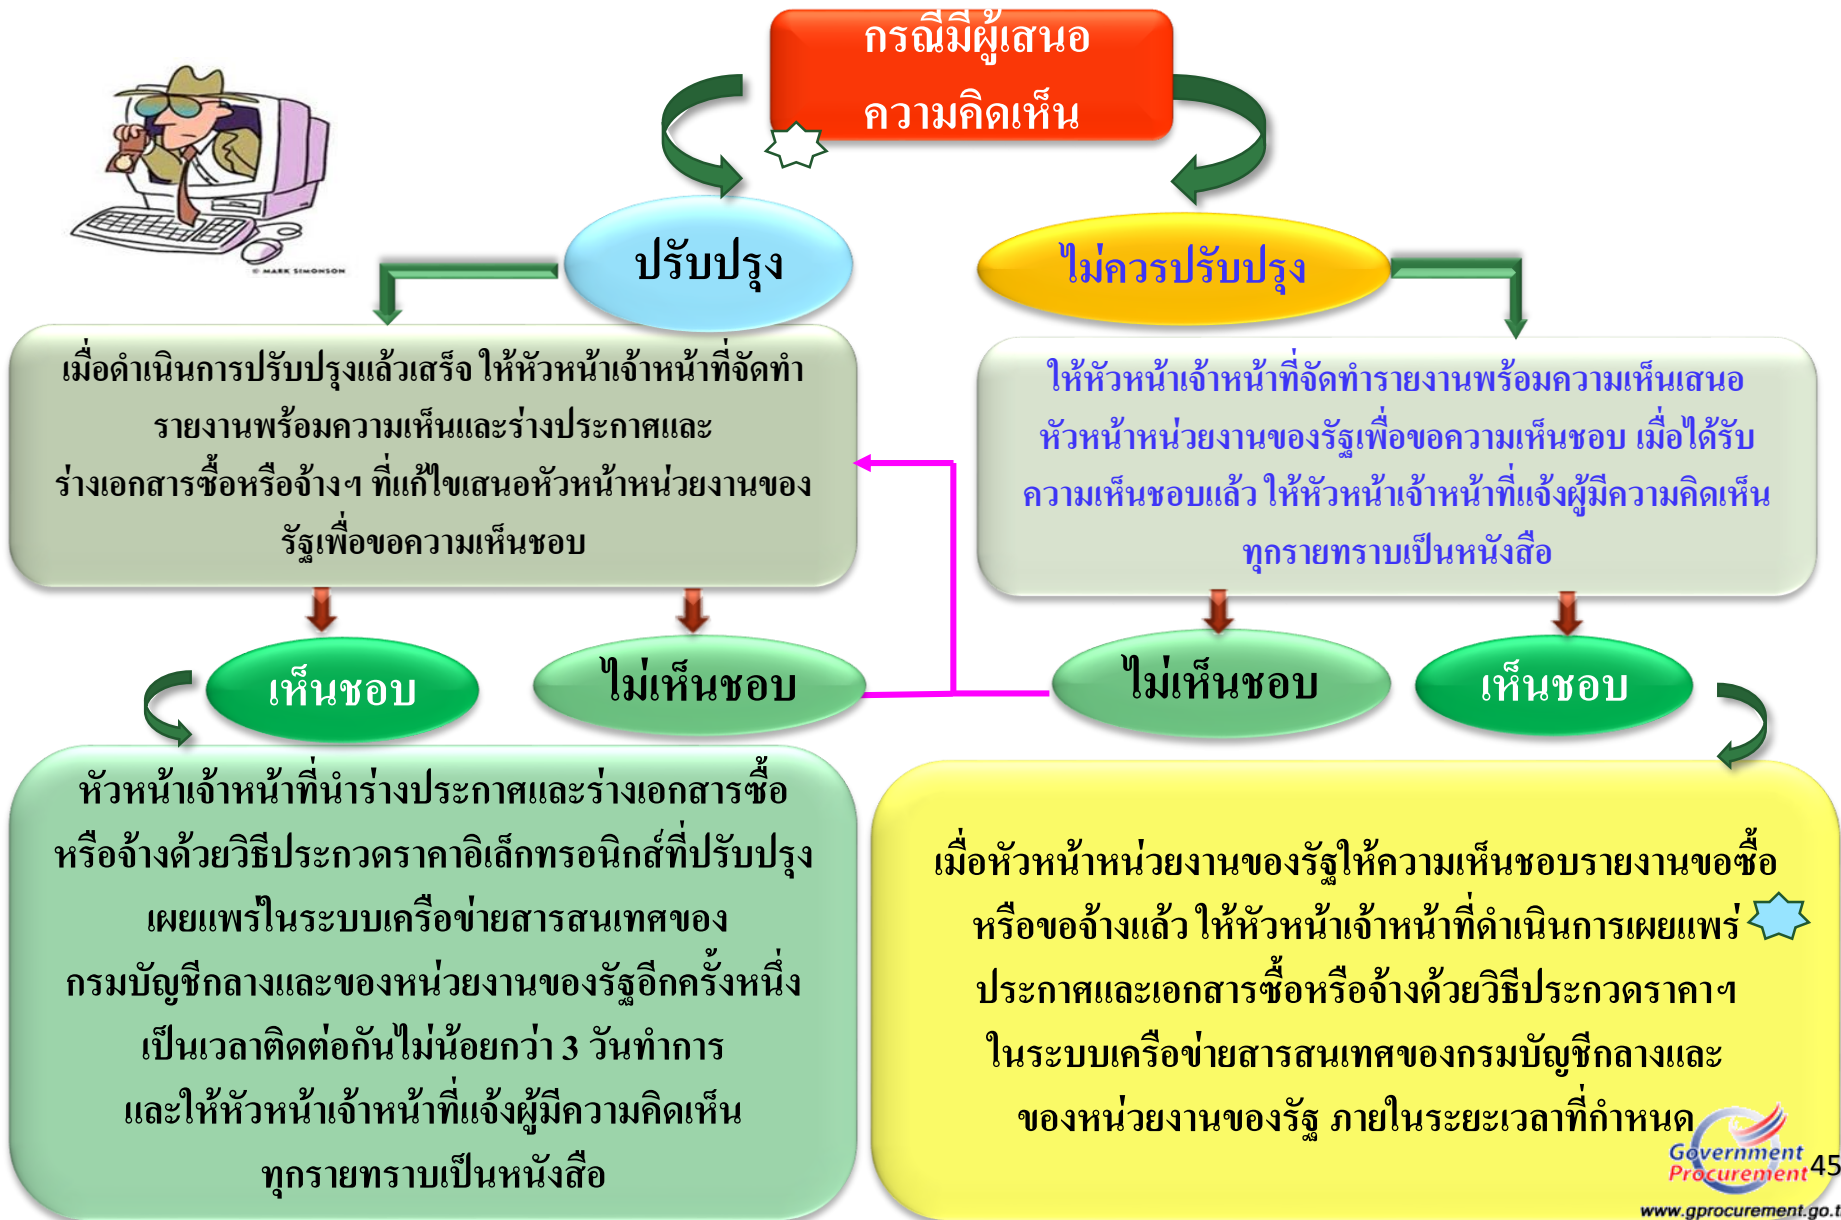 กรณีมีผู้เสนอ
ความคิดเห็น
© MARK SIMONSON
ปรับปรุง
ไม่ควรปรับปรุง
เมื่อดำเนินการปรับปรุงแล้วเสร็จ ให้หัวหน้าเจ้าหน้าที่จัดทำ
รายงานพร้อมความเห็นและร่างประกาศและ
ร่างเอกสารซื้อหรือจ้างฯ ที่แก้ไขเสนอหัวหน้าหน่วยงานของ
รัฐเพื่อขอความเห็นชอบ
ให้หัวหน้าเจ้าหน้าที่จัดทำรายงานพร้อมความเห็นเสนอ
หัวหน้าหน่วยงานของรัฐเพื่อขอความเห็นชอบ เมื่อได้รับ
ความเห็นชอบแล้ว ให้หัวหน้าเจ้าหน้าที่แจ้งผู้มีความคิดเห็น
ทุกรายทราบเป็นหนังสือ
เห็นชอบ
ไม่เห็นชอบ
ไม่เห็นชอบ
เห็นชอบ
หัวหน้าเจ้าหน้าที่นำร่างประกาศและร่างเอกสารซื้อ
หรือจ้างด้วยวิธีประกวดราคาอิเล็กทรอนิกส์ที่ปรับปรุง
เผยแพร่ในระบบเครือข่ายสารสนเทศของ
กรมบัญชีกลางและของหน่วยงานของรัฐอีกครั้งหนึ่ง
เป็นเวลาติดต่อกันไม่น้อยกว่า 3 วันทำการ
และให้หัวหน้าเจ้าหน้าที่แจ้งผู้มีความคิดเห็น
ทุกรายทราบเป็นหนังสือ
เมื่อหัวหน้าหน่วยงานของรัฐให้ความเห็นชอบรายงานขอซื้อ
หรือขอจ้างแล้ว ให้หัวหน้าเจ้าหน้าที่ดำเนินการเผยแพร่
ประกาศและเอกสารซื้อหรือจ้างด้วยวิธีประกวดราคาฯ
ในระบบเครือข่ายสารสนเทศของกรมบัญชีกลางและ
ของหน่วยงานของรัฐ ภายในระยะเวลาที่กำหนด
Government
Procurement
45
www.gprocurement.go.t